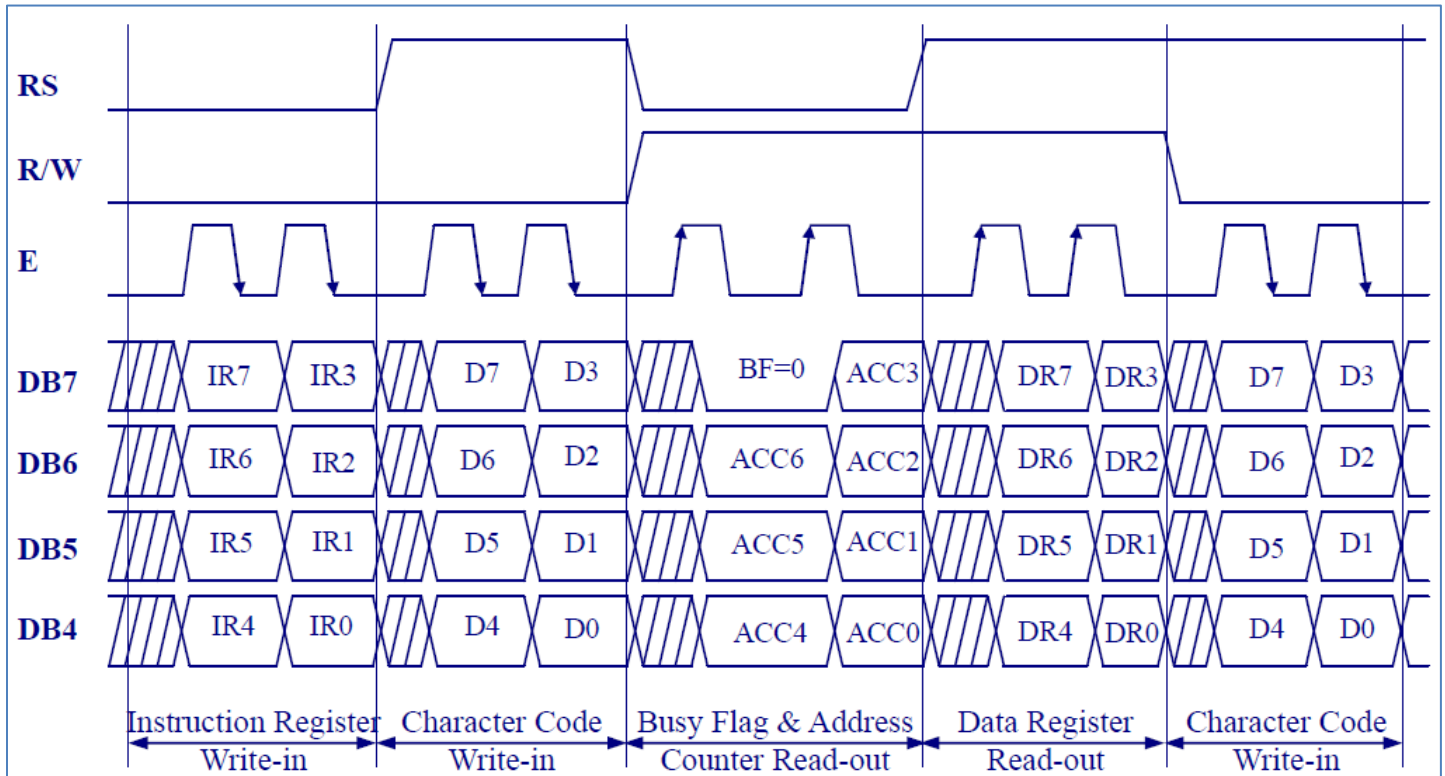 RS
R/W
E
DB7 IR7 IR3 D7 D3 BF=0 ACC3 DR7 DR3 D7 D3
DB6 IR6 IR2 D6 D2 ACC6 ACC2 DR6 DR2 D6 D2
DB5 IR5 IR1 D5 D1 ACC5 ACC1 DR5 DR1 D5 D1
DB4 IR4 IR0 D4 D0 ACC4 ACC0 DR4 DR0 D4 D0
Instruction Register Character Code Busy Flag & Address Data Register Character Code
Write-in Write-in Counter Read-out Read-out Write-in